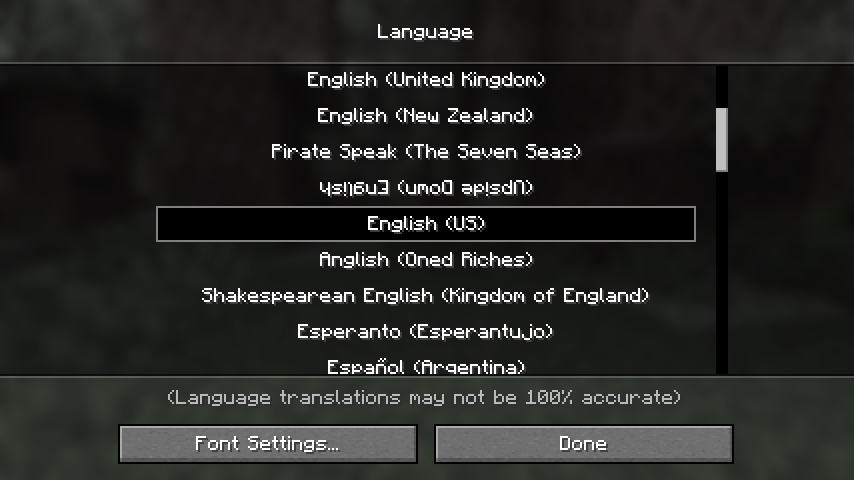 Language
English (United Kingdom)
English (New Zealand)
Pirate Speak (The Seven Seas)
ɥsᴉꞁᵷuƎ (uʍoᗡ ǝpᴉsd∩)
English (US)
Anglish (Oned Riches)
Shakespearean English (Kingdom of England)
Esperanto (Esperantujo)
Español (Argentina)
(Language translations may not be 100% accurate)
Font Settings...
Done